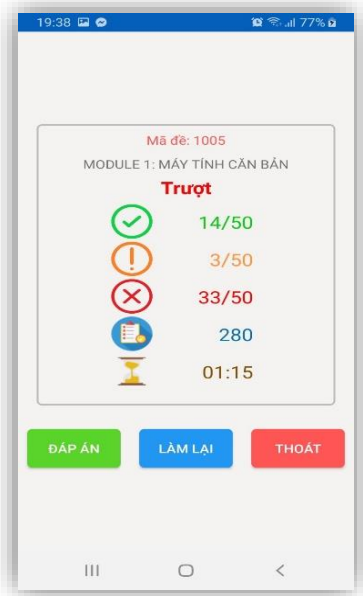 19:38 77%
Mã đề: 1005
MODULE 1: MÁY TÍNH CĂN BẢN
Trượt
14/50
3/50
33/50
280
01:15
ĐÁP ÁN LÀM LẠI THOÁT